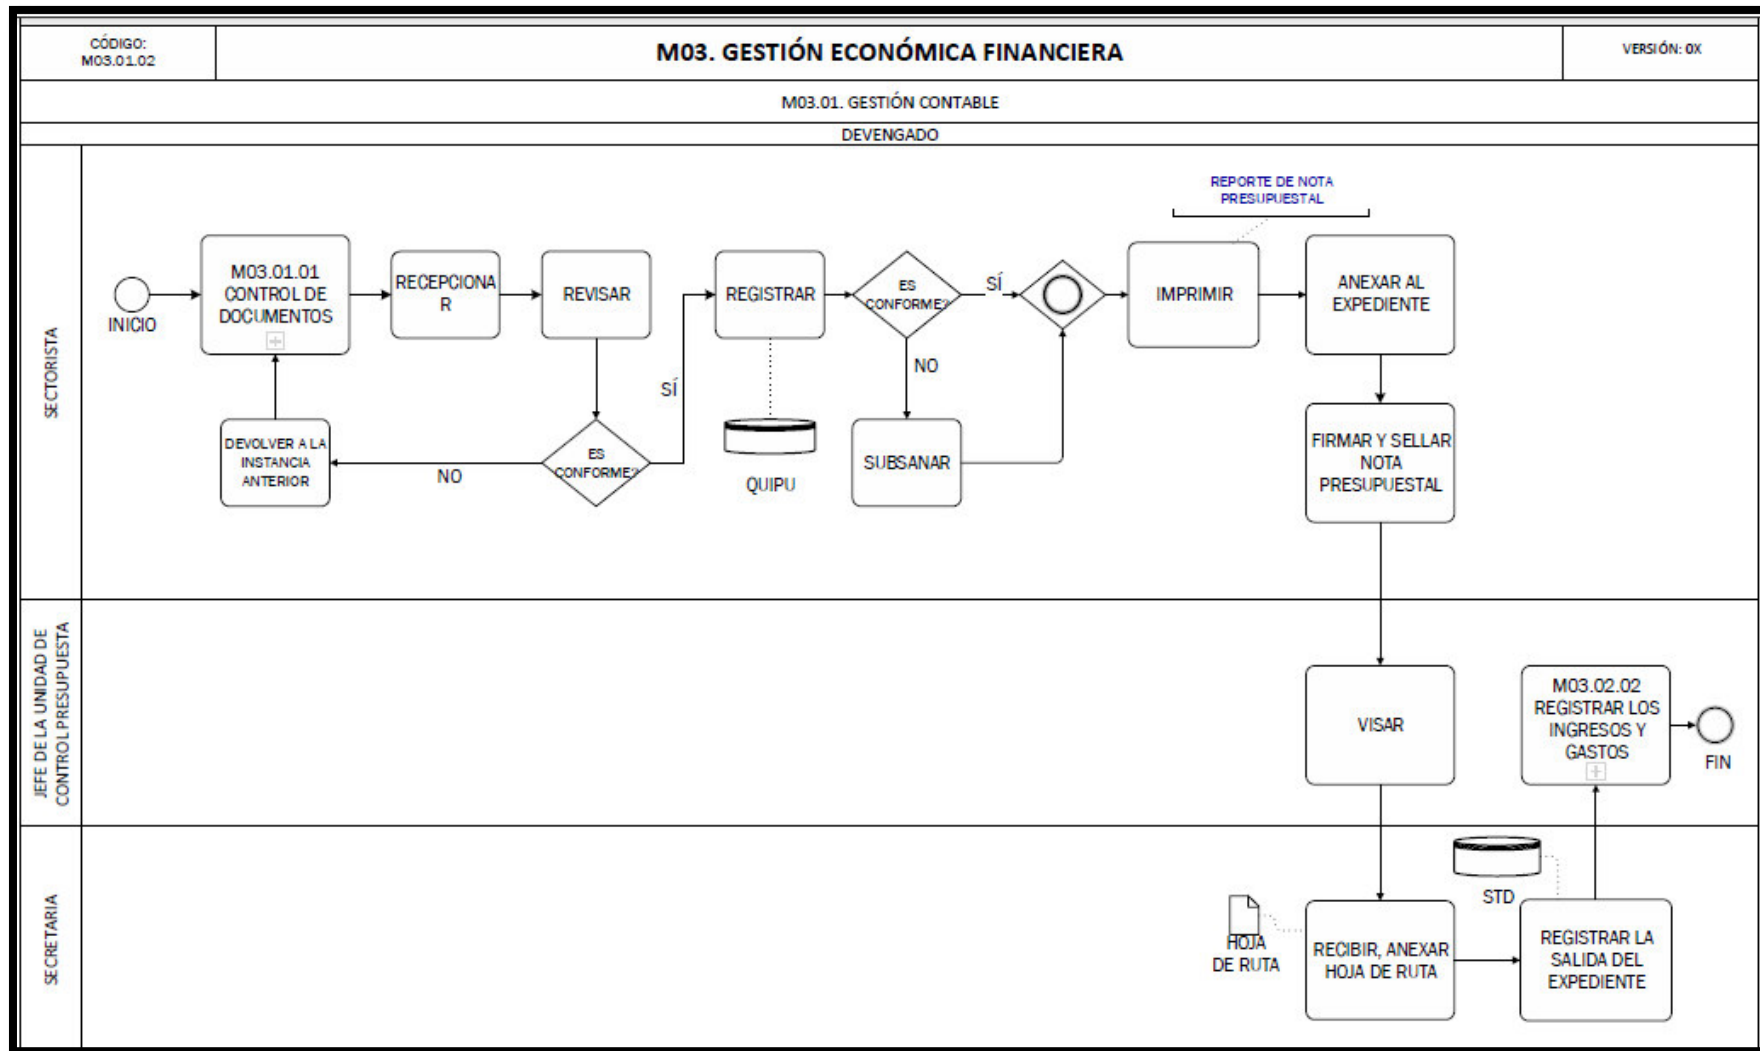 CÓDIGO:
M03.01.02
M03. GESTIÓN ECONÓMICA FINANCIERA
VERSIÓN: 0X
M03.01. GESTIÓN CONTABLE
DEVENGADO
SECTORISTA
INICIO
M03.01.01
CONTROL DE
DOCUMENTOS
RECEPCIONA
R
REVISAR
REGISTRAR
ES
CONFORME?
SÍ
NO
REPORTE DE NOTA
PRESUPUESTAL
IMPRIMIR
ANEXAR AL
EXPEDIENTE
DEVOLVER A LA
INSTANCIA
ANTERIOR
NO
ES
CONFORME?
SÍ
QUIPU
SUBSANAR
FIRMAR Y SELLAR
NOTA
PRESUPUESTAL
JEFE DE LA UNIDAD DE
CONTROL PRESUPUESTA
VISAR
M03.02.02
REGISTRAR LOS
INGRESOS Y
GASTOS
FIN
SECRETARIA
HOJA
DE RUTA
RECIBIR, ANEXAR
HOJA DE RUTA
STD
REGISTRAR LA
SALIDA DEL
EXPEDIENTE